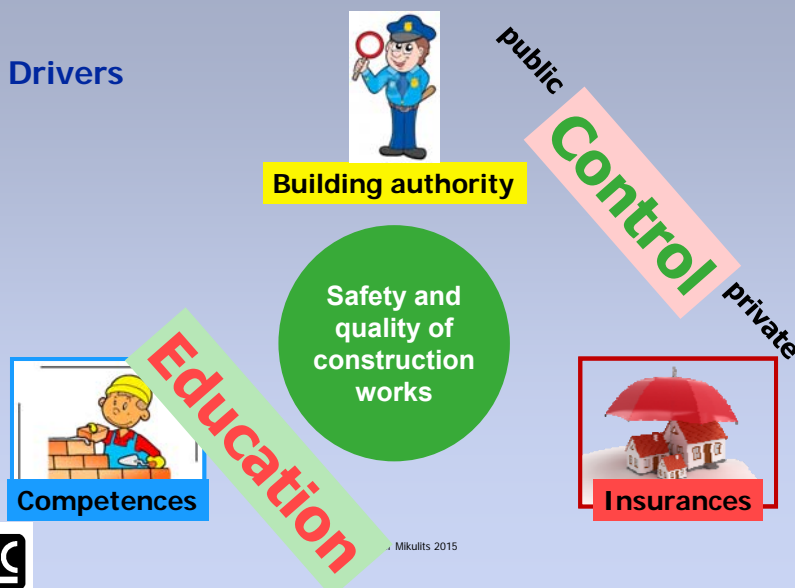 Drivers
public
Control
private
Building authority
Safety and
quality of
construction
works
Education
Competences
Insurances
Mikulits 2015